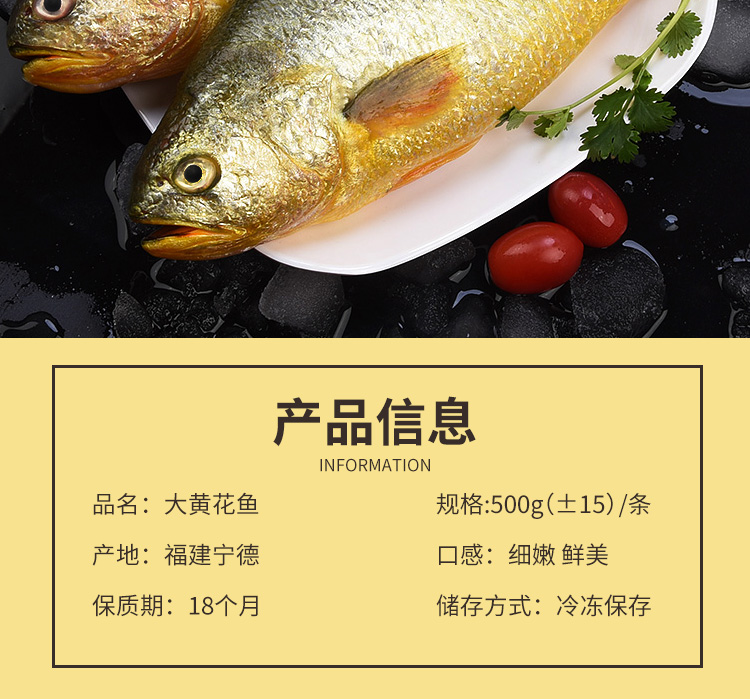 产品信息
INFORMATION
品名：大黄花鱼
规格:500g（±15）/条
产地：福建宁德
口感：细嫩 鲜美
保质期：18个月
储存方式：冷冻保存